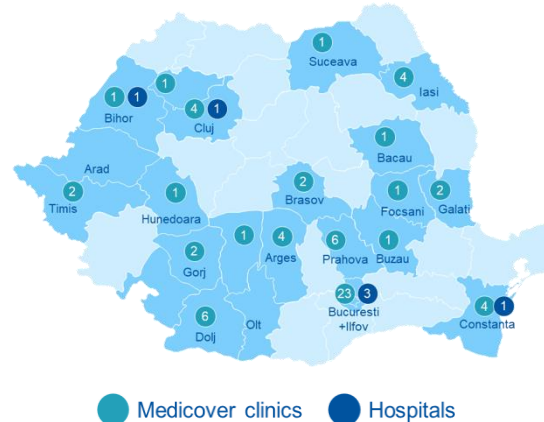 1
Suceava
4
Iasi
1
1 1
Bihor
4 1
Cluj
1
Bacau
Arad
2
Timis
1
Hunedoara
2
Brasov
1
Focsani
2
Galati
2
Gorj
1
4
Arges
6
Prahova
1
Buzau
23 3
Bucuresti
+Ilfov
4 1
Constanta
6
Dolj
Olt
Medicover clinics Hospitals